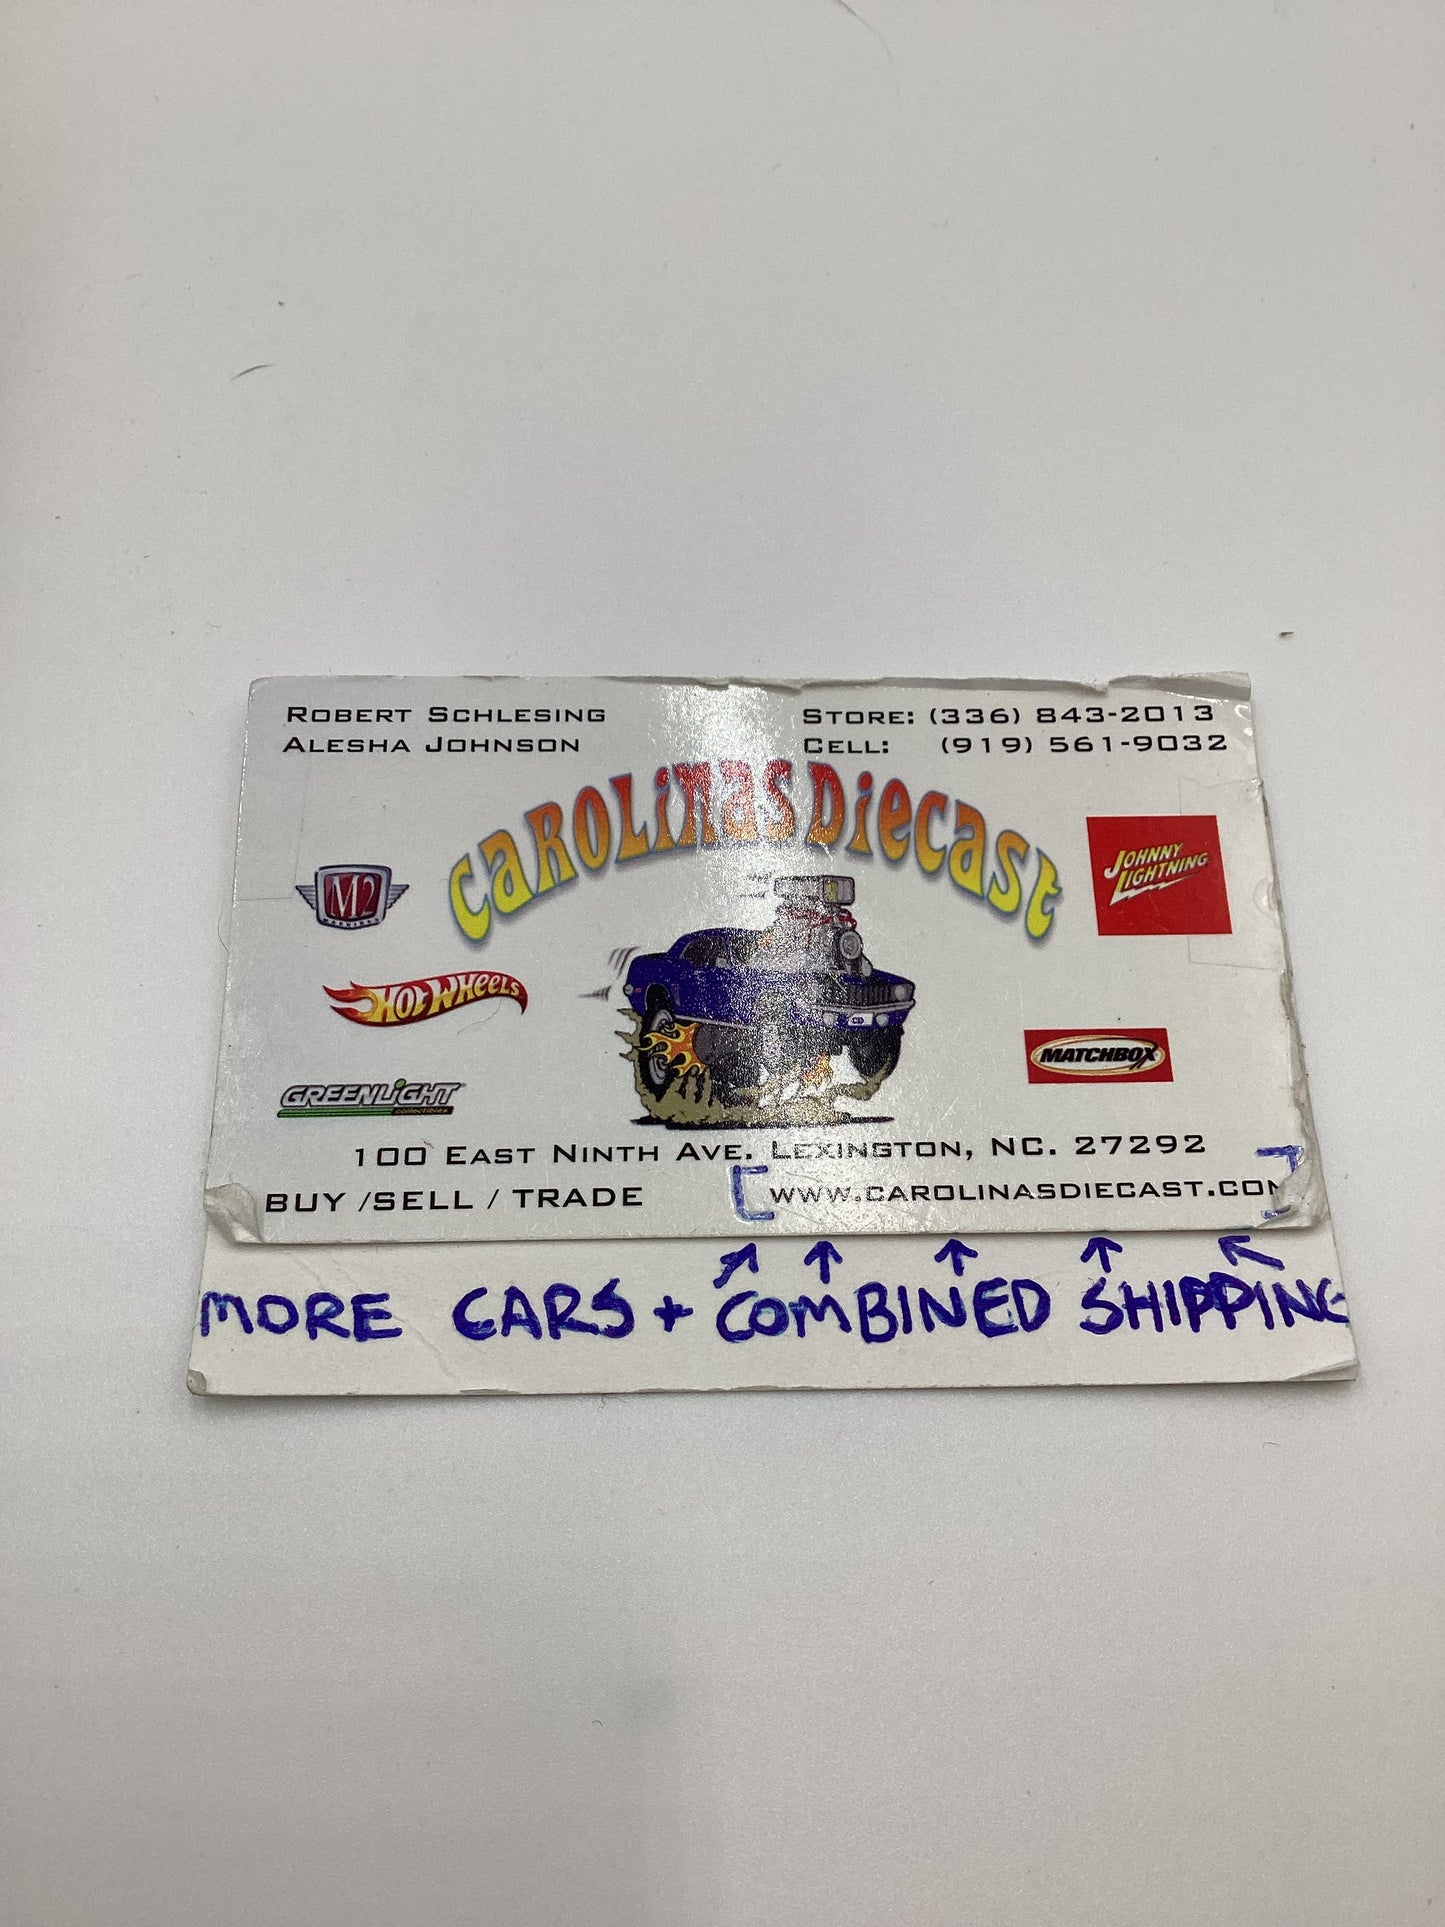 ROBERT SCHLESING
ALESHA JOHNSON
STORE: (336) 843-2013
CELL: (919) 561-9032
CAROLINAS DIECAST
M2
MACHINES
JOHNNY LIGHTNING
HOT WHEELS
MATCHBOX
GREENLIGHT
collectibles
100 EAST NINTH AVE. LEXINGTON, NC. 27292
BUY /SELL / TRADE
[WWW.CAROLINASDIECAST.COM]
↗ ↑ ↑ ↑ ↖
MORE CARS + COMBINED SHIPPING